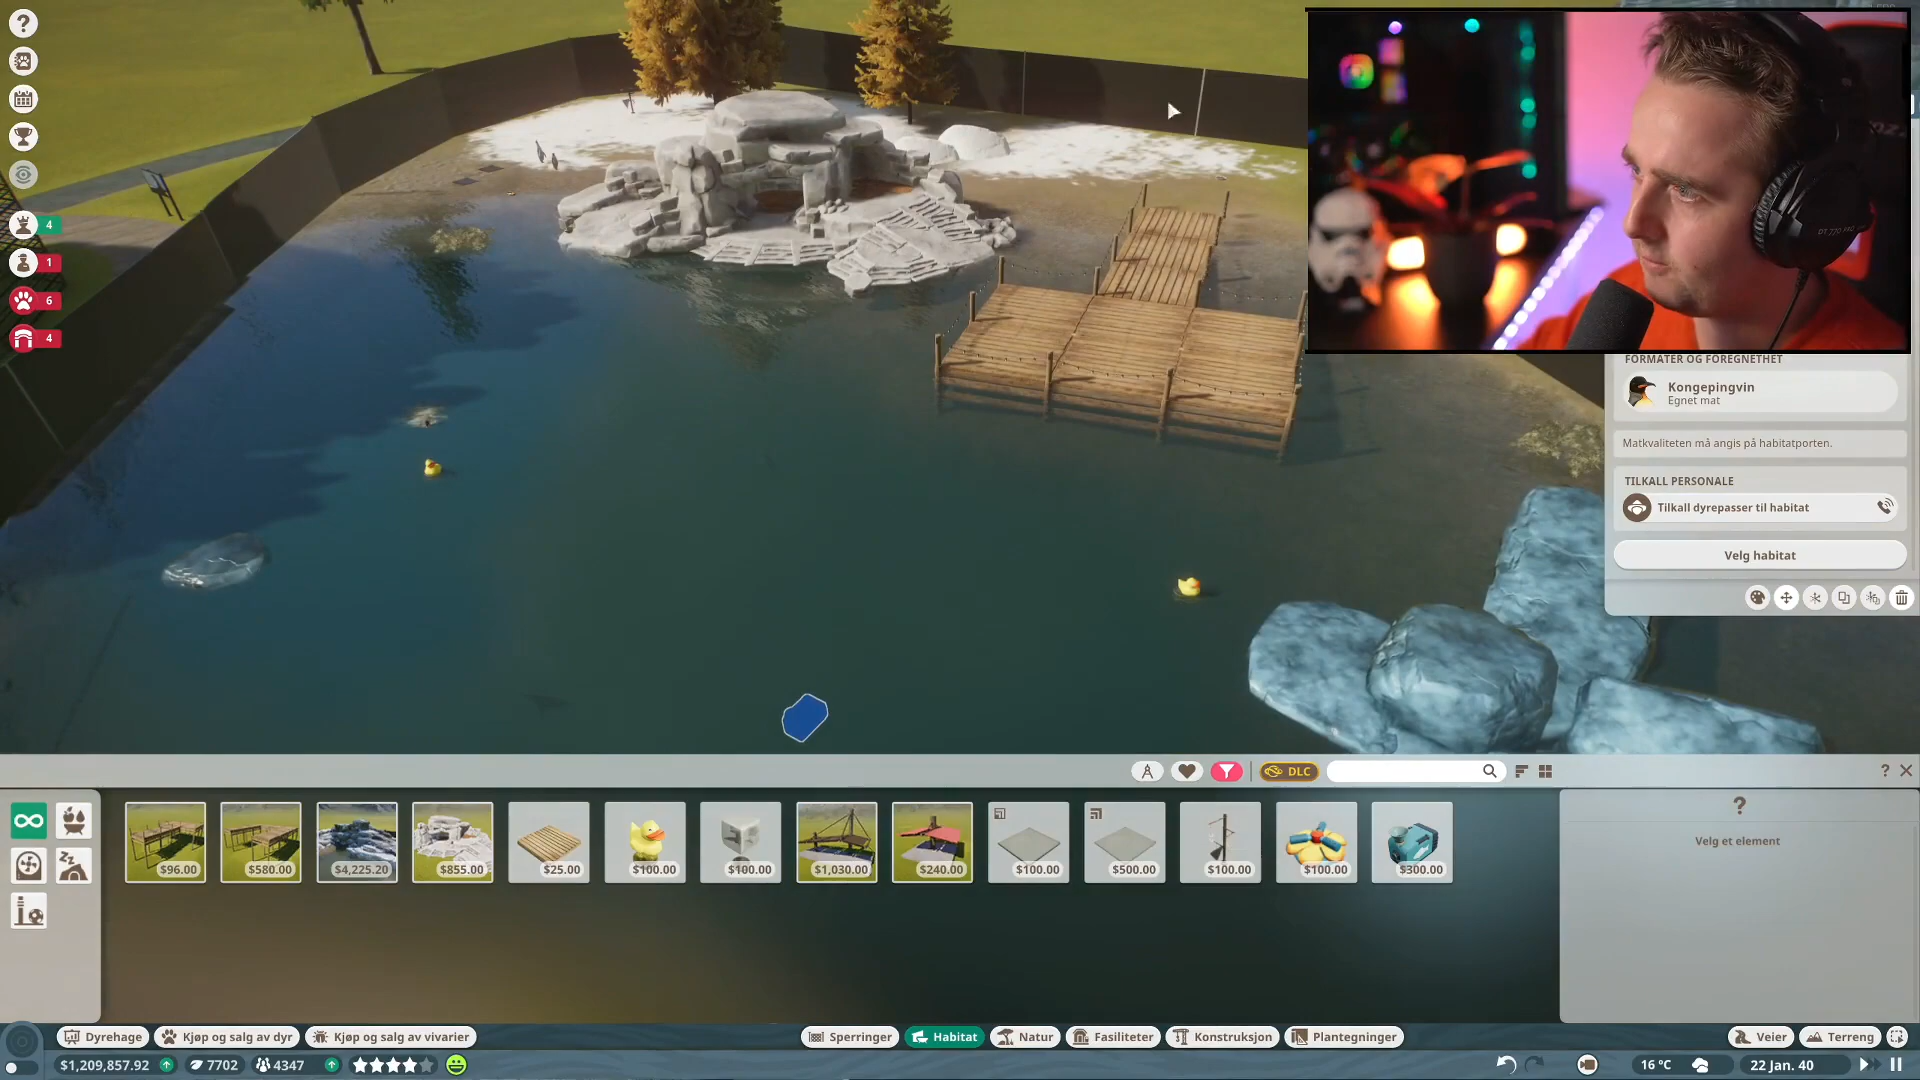 4
1
6
4
DT 770 PRO
FORMATER OG FOREGNETHET
Kongepingvin
Egnet mat
Matkvaliteten må angis på habitatporten.
TILKALL PERSONALE
Tilkall dyrepasser til habitat
Velg habitat
DLC
?
$96.00
$580.00
$4,225.20
$855.00
$25.00
$100.00
$100.00
$1,030.00
$240.00
$100.00
$500.00
$100.00
$100.00
$300.00
?
Velg et element
Dyrehage
Kjøp og salg av dyr
Kjøp og salg av vivarier
Sperringer
Habitat
Natur
Fasiliteter
Konstruksjon
Plantegninger
Veier
Terreng
$1,209,857.92
7702
4347
16 °C
22 Jan. 40